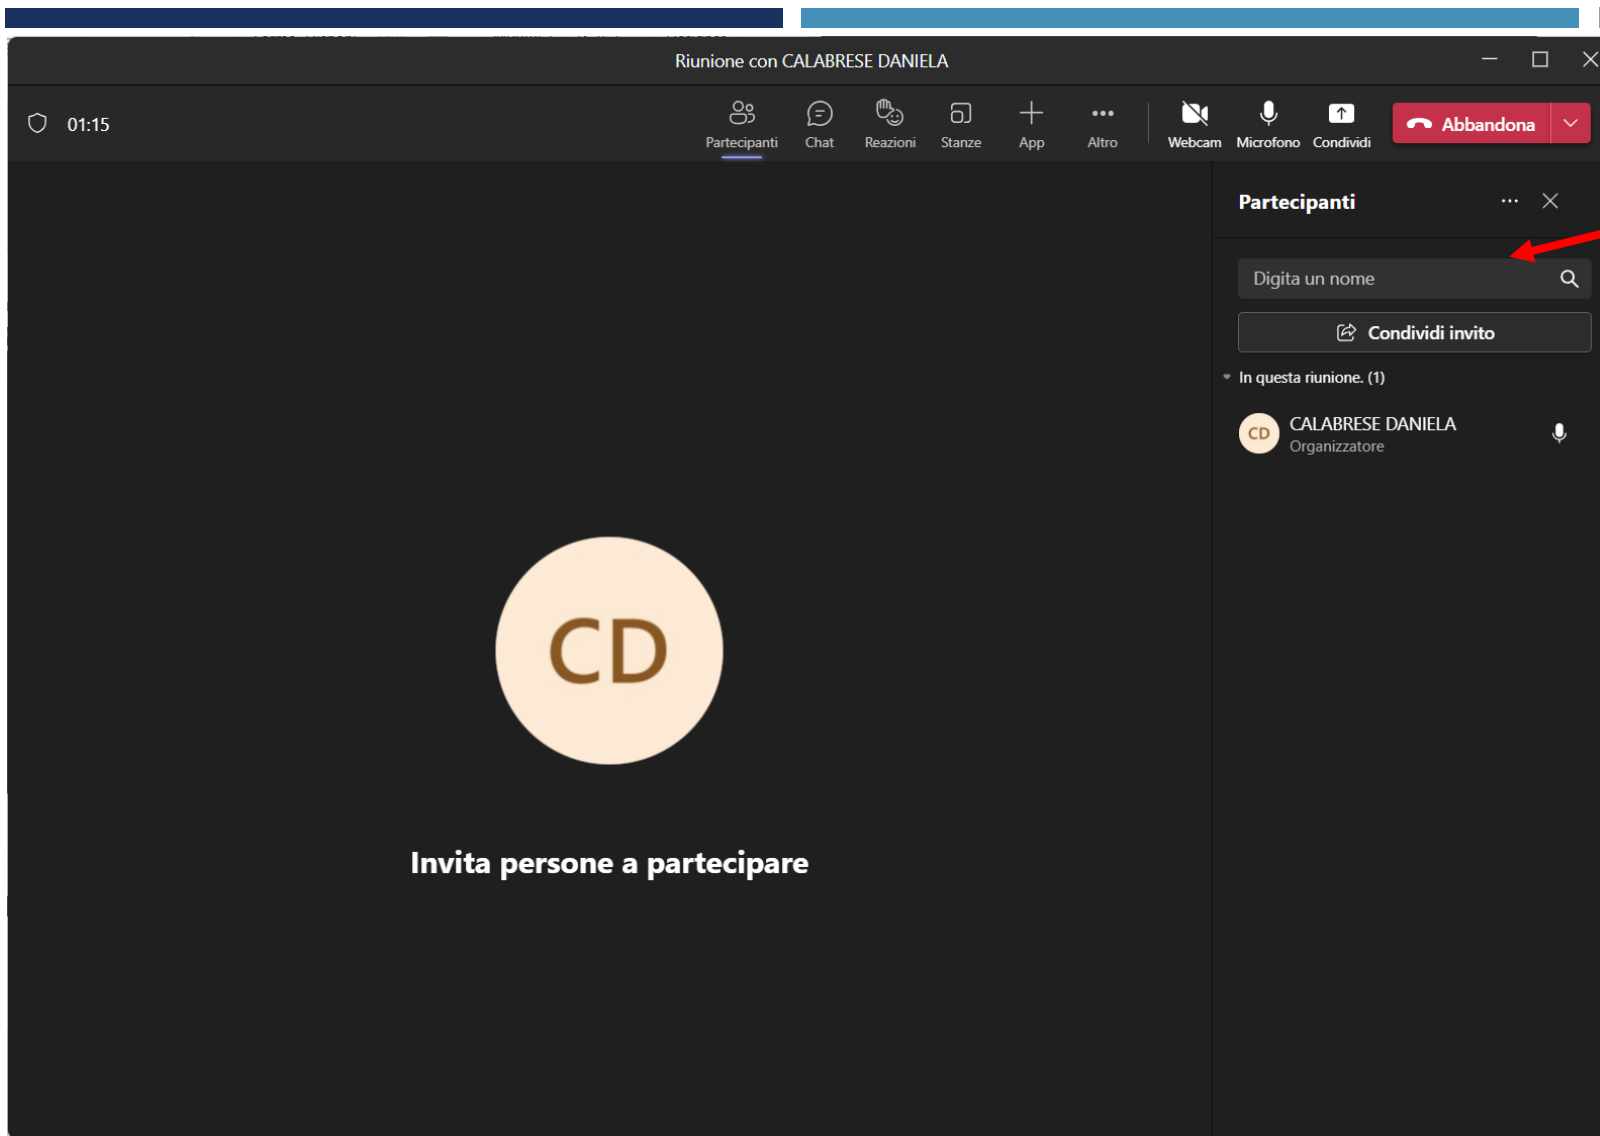 Riunione con CALABRESE DANIELA
01:15
Partecipanti
Chat
Reazioni
Stanze
App
Altro
Webcam
Microfono
Condividi
Abbandona
Partecipanti
Digita un nome
Condividi invito
In questa riunione. (1)
CD
CALABRESE DANIELA
Organizzatore
CD
Invita persone a partecipare